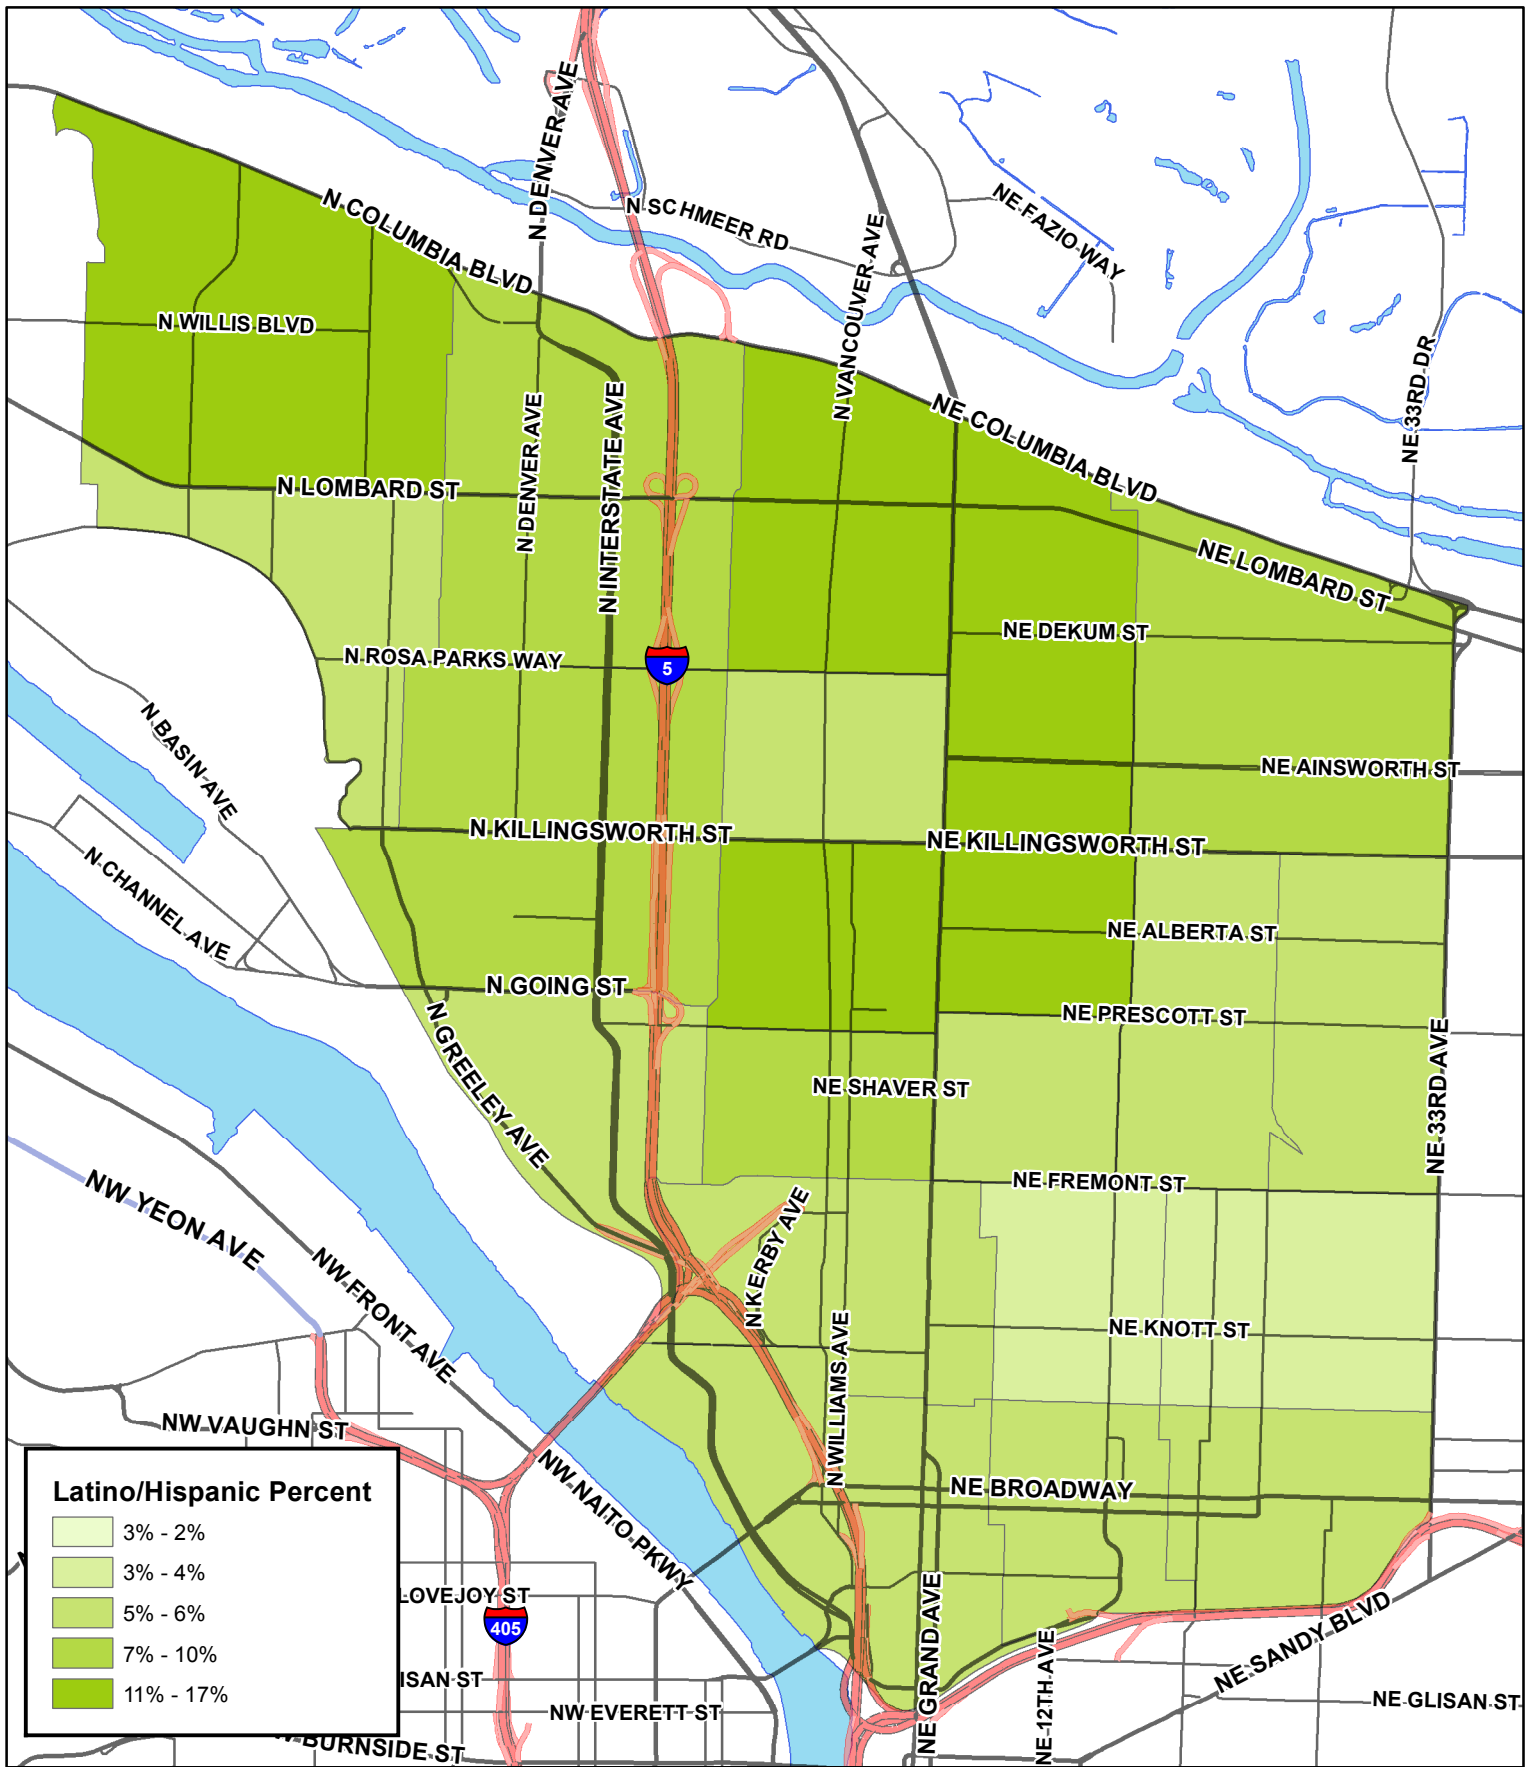 N DENVER AVE
N SCHMEER RD
NE FAZIO WAY
N COLUMBIA BLVD
N VANCOUVER AVE
N WILLIS BLVD
NE 33RD DR
N DENVER AVE
N INTERSTATE AVE
NE COLUMBIA BLVD
N LOMBARD ST
NE LOMBARD ST
NE DEKUM ST
N ROSA PARKS WAY
5
N BASIN AVE
NE AINSWORTH ST
N KILLINGSWORTH ST
NE KILLINGSWORTH ST
N CHANNEL AVE
NE ALBERTA ST
N GOING ST
NE PRESCOTT ST
N GREELEY AVE
NE SHAVER ST
NE 33RD AVE
NE FREMONT ST
NW YEON AVE
N KERBY AVE
NW FRONT AVE
NE KNOTT ST
N WILLIAMS AVE
NW VAUGHN ST
NE BROADWAY
NW NAITO PKWY
Latino/Hispanic Percent
3% - 2%
3% - 4%
5% - 6%
7% - 10%
11% - 17%
LOVEJOY ST
405
NE GRAND AVE
NE 12TH AVE
NE SANDY BLVD
ISAN ST
NW EVERETT ST
NE GLISAN ST
BURNSIDE ST